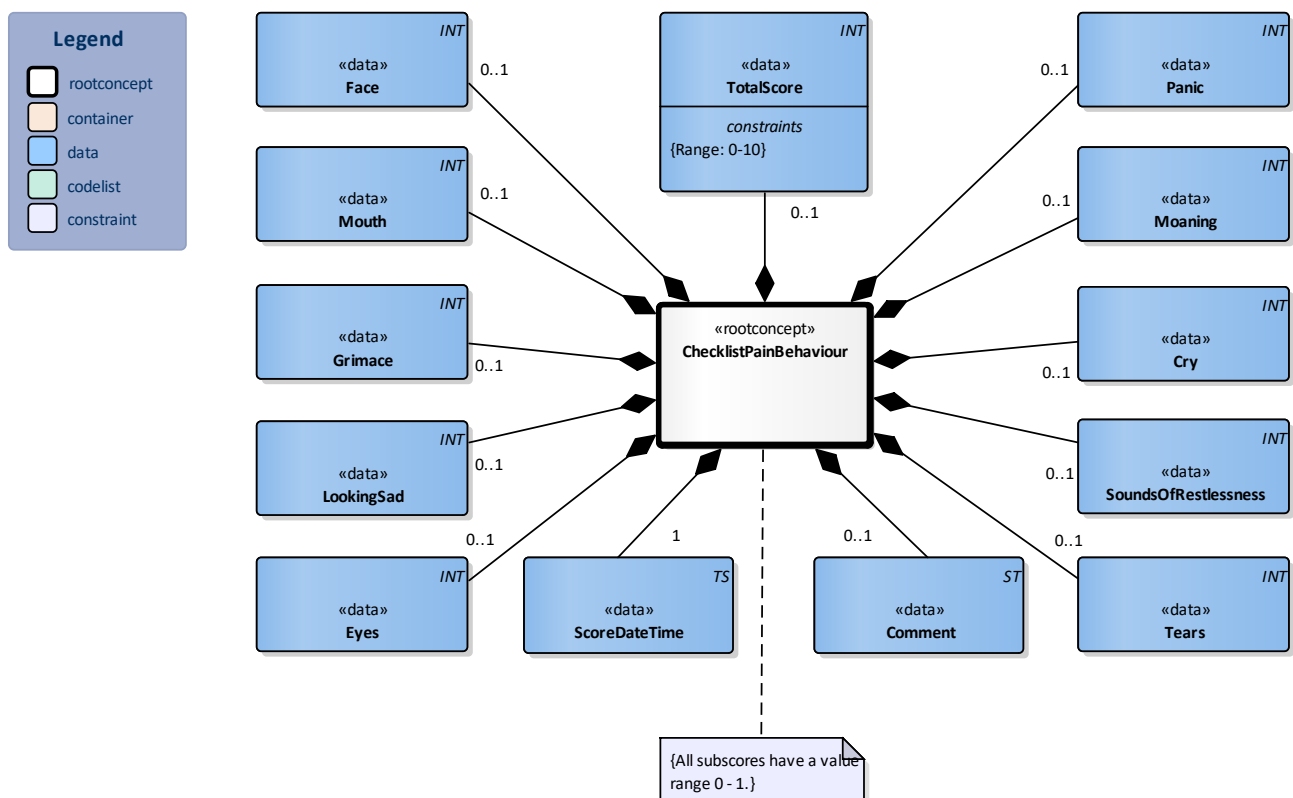 Legend
rootconcept
container
data
codelist
constraint
INT
«data»
Face
0..1
INT
«data»
TotalScore
constraints
{Range: 0-10}
0..1
INT
«data»
Panic
0..1
INT
«data»
Mouth
0..1
INT
«data»
Moaning
0..1
INT
«data»
Grimace
0..1
«rootconcept»
ChecklistPainBehaviour
INT
«data»
Cry
0..1
INT
«data»
LookingSad
0..1
INT
«data»
SoundsOfRestlessness
0..1
INT
«data»
Eyes
0..1
TS
«data»
ScoreDateTime
1
ST
«data»
Comment
0..1
INT
«data»
Tears
0..1
{All subscores have a value
range 0 - 1.}